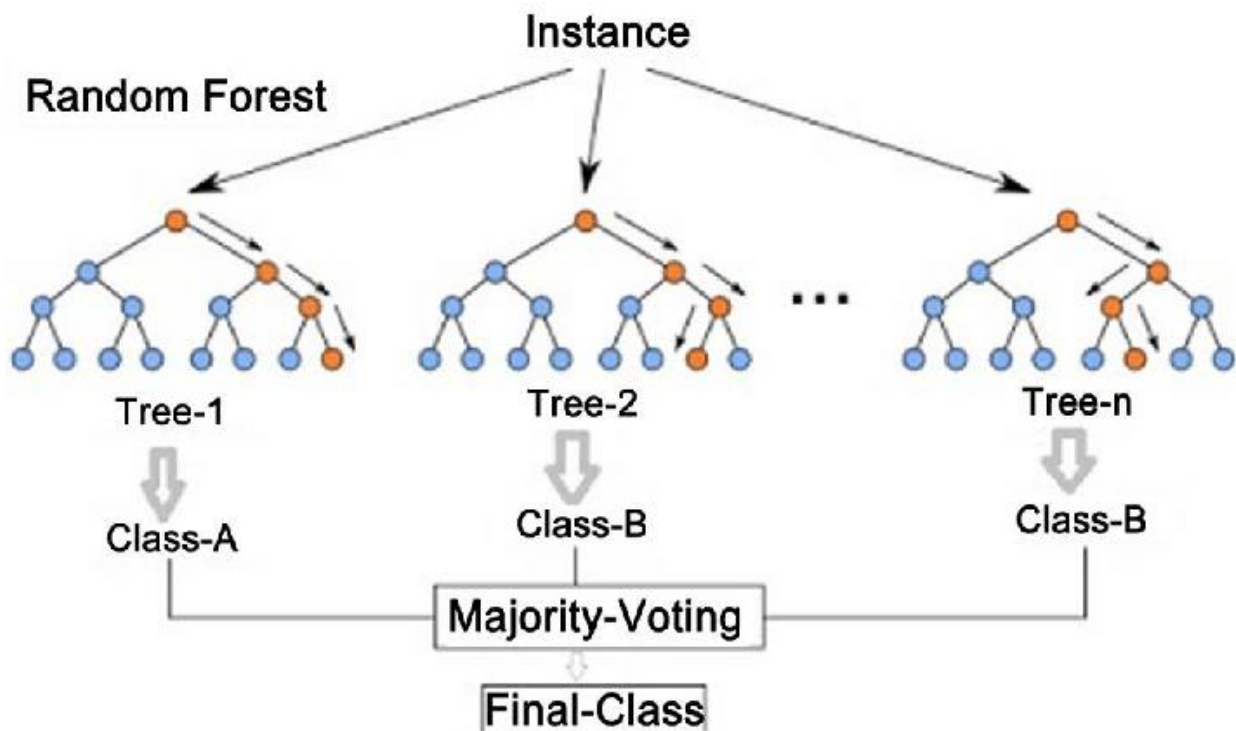 Instance
Random Forest
...
Tree-1
Tree-2
Tree-n
Class-A
Class-B
Class-B
Majority-Voting
Final-Class